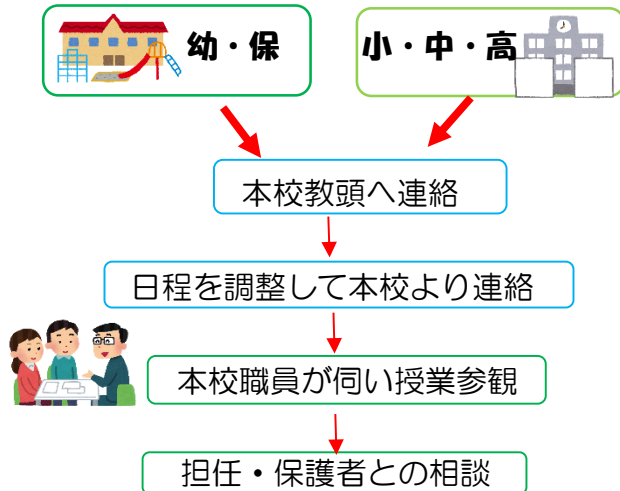 幼・保
小・中・高
本校教頭へ連絡
日程を調整して本校より連絡
本校職員が伺い授業参観
担任・保護者との相談